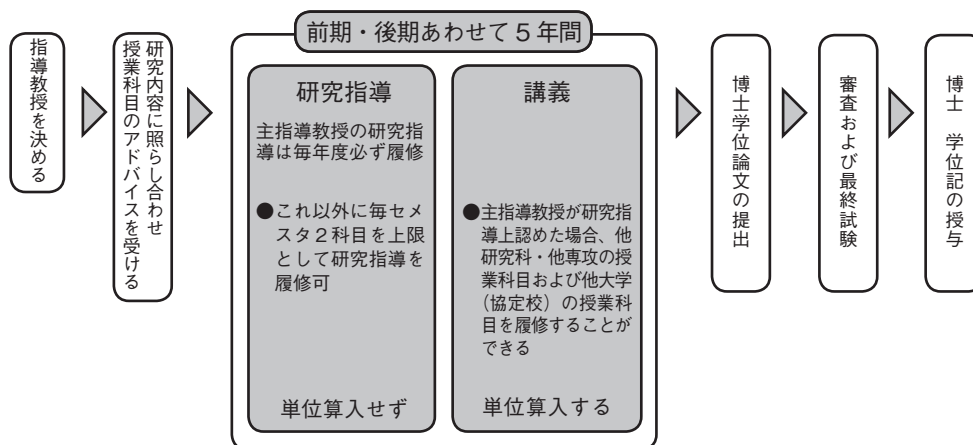 指導教授を決める
研究内容に照らし合わせ
授業科目のアドバイスを受ける
前期・後期あわせて5年間
研究指導
主指導教授の研究指
導は毎年度必ず履修
●これ以外に毎セメ
スタ2科目を上限
として研究指導を
履修可
単位算入せず
講義
●主指導教授が研究指
導上認めた場合、他
研究科・他専攻の授
業科目および他大学
(協定校)の授業科
目を履修することが
できる
単位算入する
博士学位論文の提出
審査および最終試験
博士 学位記の授与